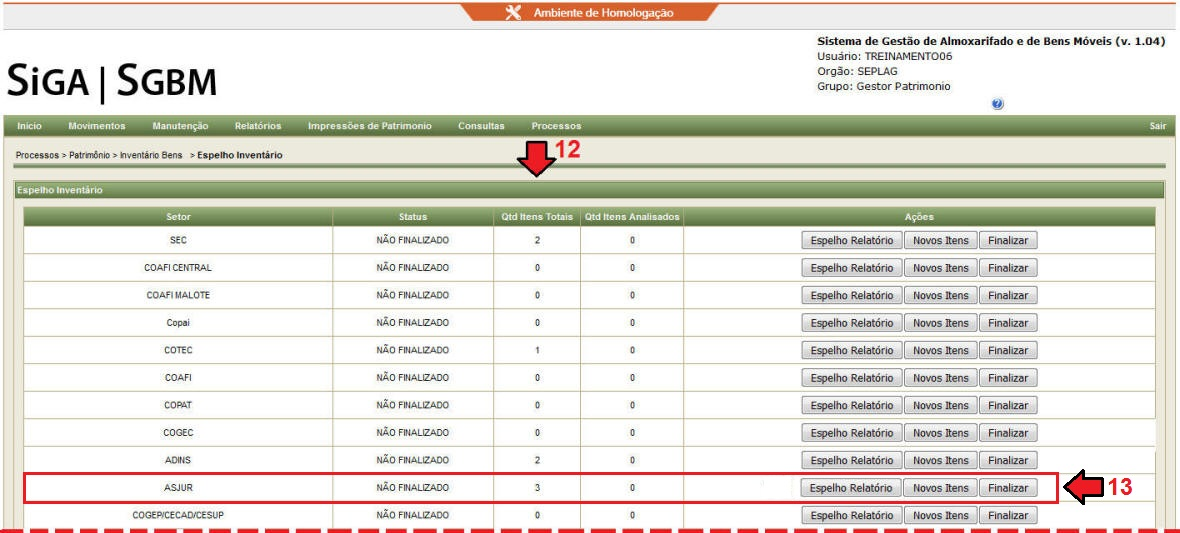 Ambiente de Homologação
Sistema de Gestão de Almoxarifado e de Bens Móveis (v. 1.04)
Usuário: TREINAMENTO06
Orgão: SEPLAG
Grupo: Gestor Patrimonio
SIGA | SGBM
?
Inicio Movimentos Manutenção Relatórios Impressões de Patrimonio Consultas Processos Sair
Processos > Patrimônio > Inventário Bens > Espelho Inventário
12
Espelho Inventário
Setor Status Qtd Itens Totais Qtd Itens Analisados Ações
SEC NÃO FINALIZADO 2 0 Espelho Relatório Novos Itens Finalizar
COAFI CENTRAL NÃO FINALIZADO 0 0 Espelho Relatório Novos Itens Finalizar
COAFI MALOTE NÃO FINALIZADO 0 0 Espelho Relatório Novos Itens Finalizar
Copai NÃO FINALIZADO 0 0 Espelho Relatório Novos Itens Finalizar
COTEC NÃO FINALIZADO 1 0 Espelho Relatório Novos Itens Finalizar
COAFI NÃO FINALIZADO 0 0 Espelho Relatório Novos Itens Finalizar
COPAT NÃO FINALIZADO 0 0 Espelho Relatório Novos Itens Finalizar
COGEC NÃO FINALIZADO 0 0 Espelho Relatório Novos Itens Finalizar
ADINS NÃO FINALIZADO 2 0 Espelho Relatório Novos Itens Finalizar
ASJUR NÃO FINALIZADO 3 0 Espelho Relatório Novos Itens Finalizar 13
COGEP/CECAD/CESUP NÃO FINALIZADO 0 0 Espelho Relatório Novos Itens Finalizar